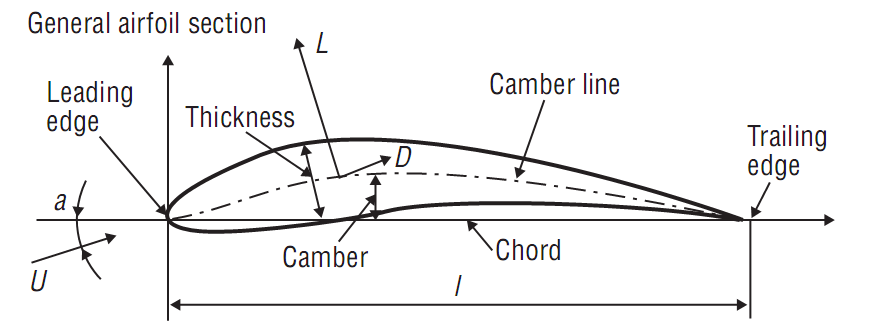 General airfoil section
L
Leading
edge
Thickness
Camber line
Trailing
edge
D
a
U
Camber
Chord
l